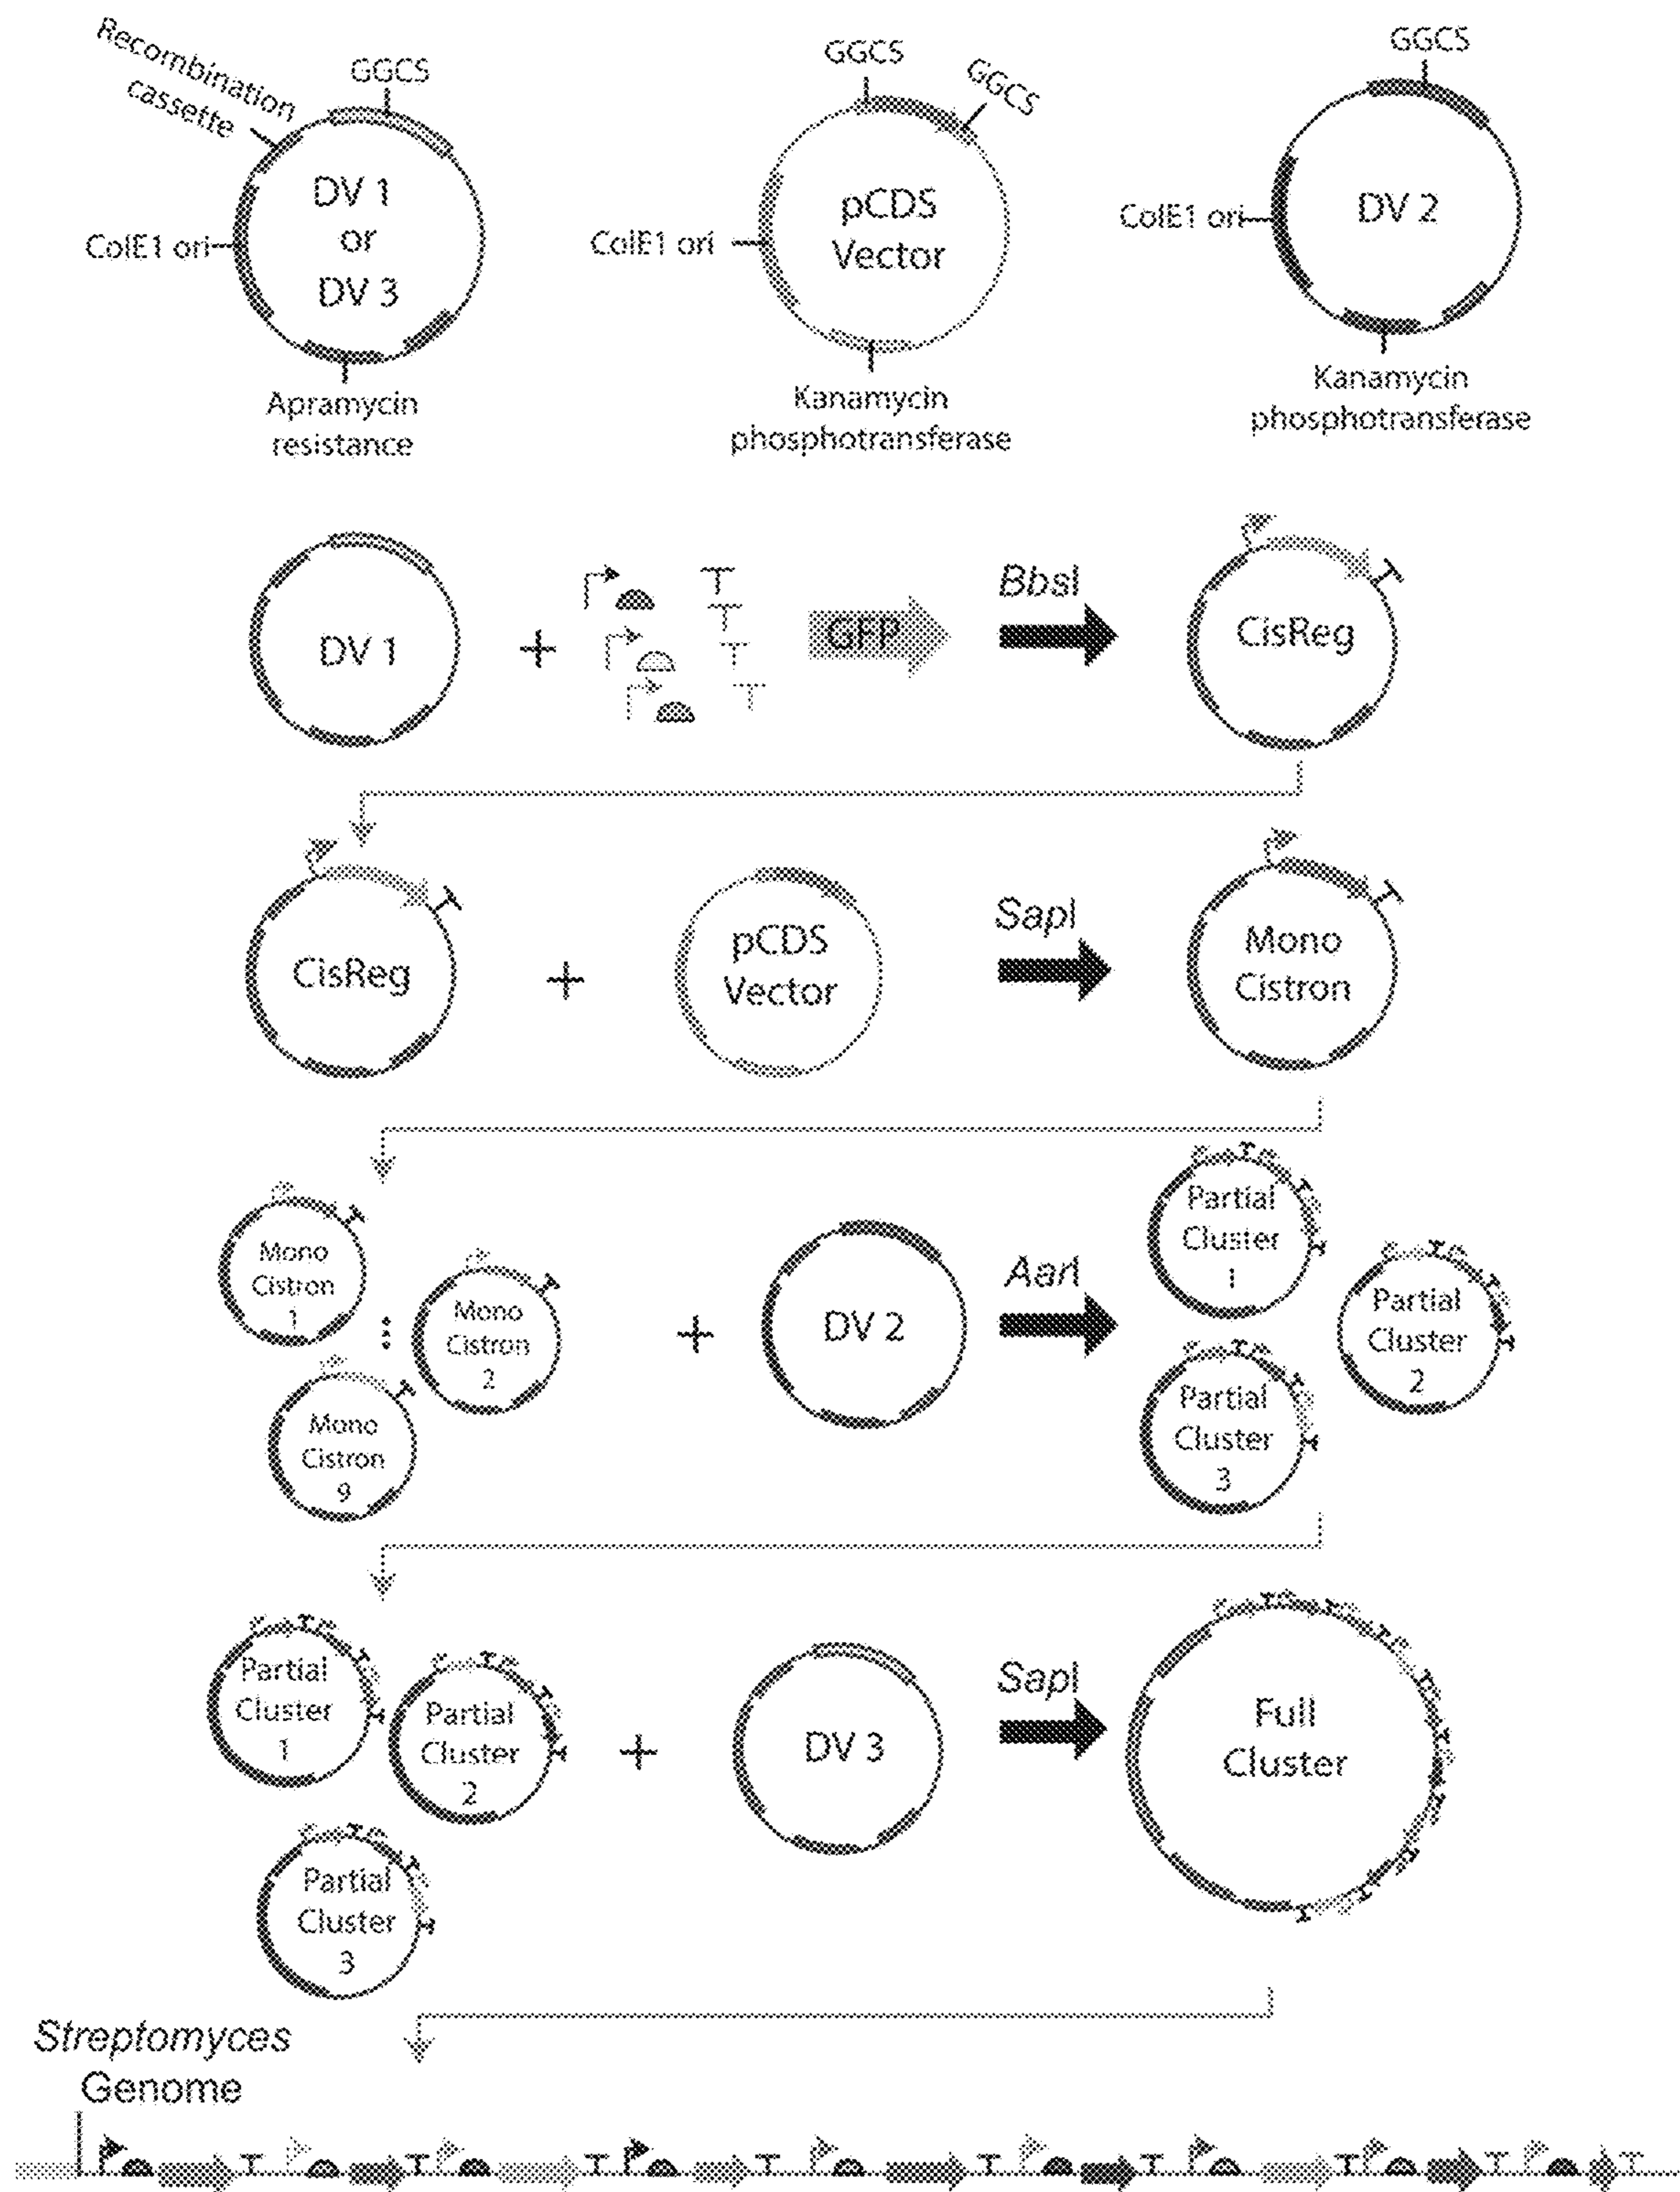 Recombination
cassette
GGCS
DV 1
or
DV 3
ColE1 ori
Apramycin
resistance
GGCS
GGCS
pCDS
Vector
ColE1 ori
Kanamycin
phosphotransferase
GGCS
DV 2
ColE1 ori
Kanamycin
phosphotransferase
DV 1
+
GFP
BbsI
CisReg
CisReg
+
pCDS
Vector
SapI
Mono
Cistron
Mono
Cistron
1
Mono
Cistron
2
Mono
Cistron
9
+
DV 2
AarI
Partial
Cluster
1
Partial
Cluster
2
Partial
Cluster
3
Partial
Cluster
1
Partial
Cluster
2
Partial
Cluster
3
+
DV 3
SapI
Full
Cluster
Streptomyces
Genome